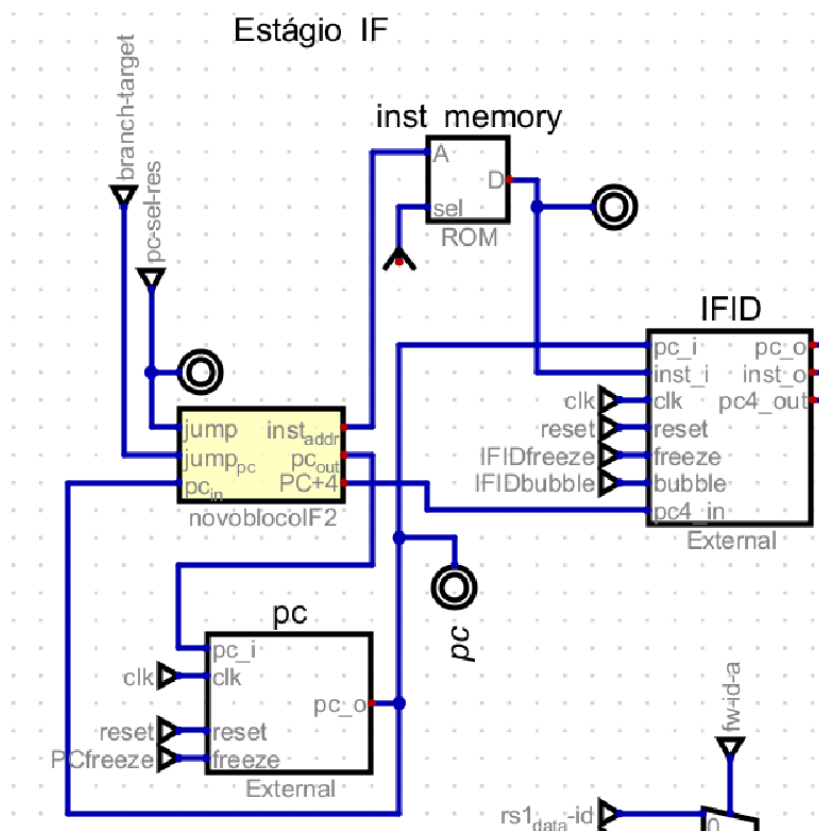 Estágio IF
branch-target
pc-sel-res
inst memory
A
D
sel
ROM
IFID
pc_i
inst_i
clk
clk
reset
reset
IFIDfreeze
freeze
IFIDbubble
bubble
pc4_in
pc_o
inst_o
pc4_out
External
jump
jump_pc
pc_in
inst_addr
pc_out
PC+4
novoblocoIF2
pc
pc
pc_i
clk
clk
reset
reset
PCfreeze
freeze
pc_o
External
fw-id-a
rs1_data-id
0